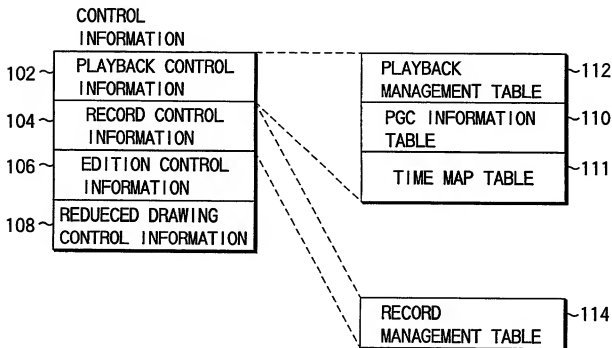 CONTROL
INFORMATION
102
PLAYBACK CONTROL
INFORMATION
104
RECORD CONTROL
INFORMATION
106
EDITION CONTROL
INFORMATION
108
REDUECED DRAWING
CONTROL INFORMATION
PLAYBACK
MANAGEMENT TABLE
112
PGC INFORMATION
TABLE
110
TIME MAP TABLE
111
RECORD
MANAGEMENT TABLE
114